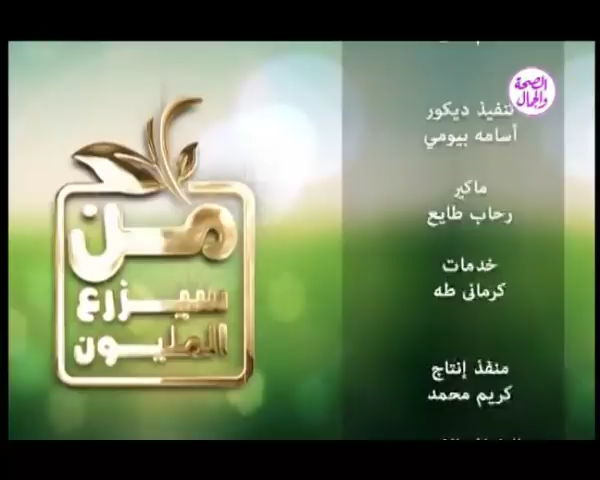 الصحة
والجمال
تنفيذ ديكور
أسامه بيومي
ماكير
رحاب طايع
خدمات
كرمانى طه
منفذ إنتاج
كريم محمد
من
سيزرع
المليون